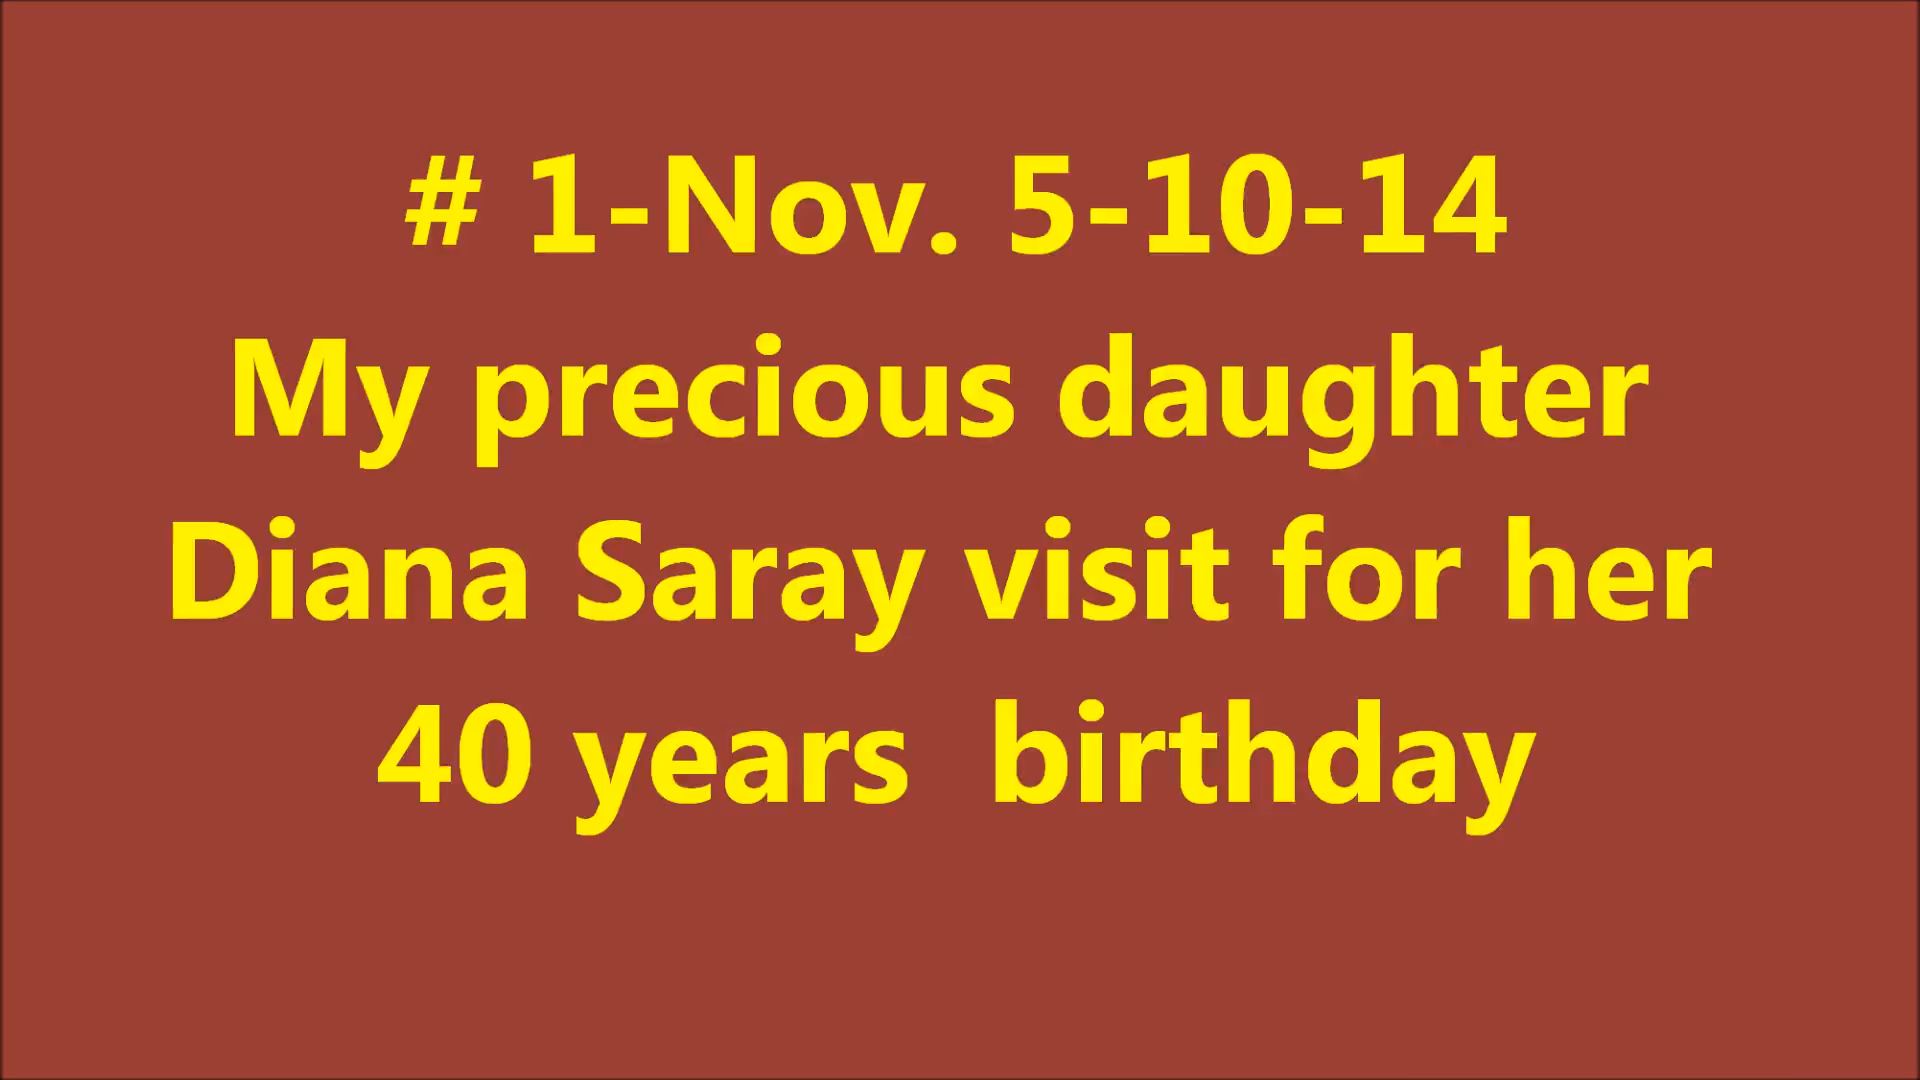 # 1-Nov. 5-10-14
My precious daughter
Diana Saray visit for her
40 years  birthday